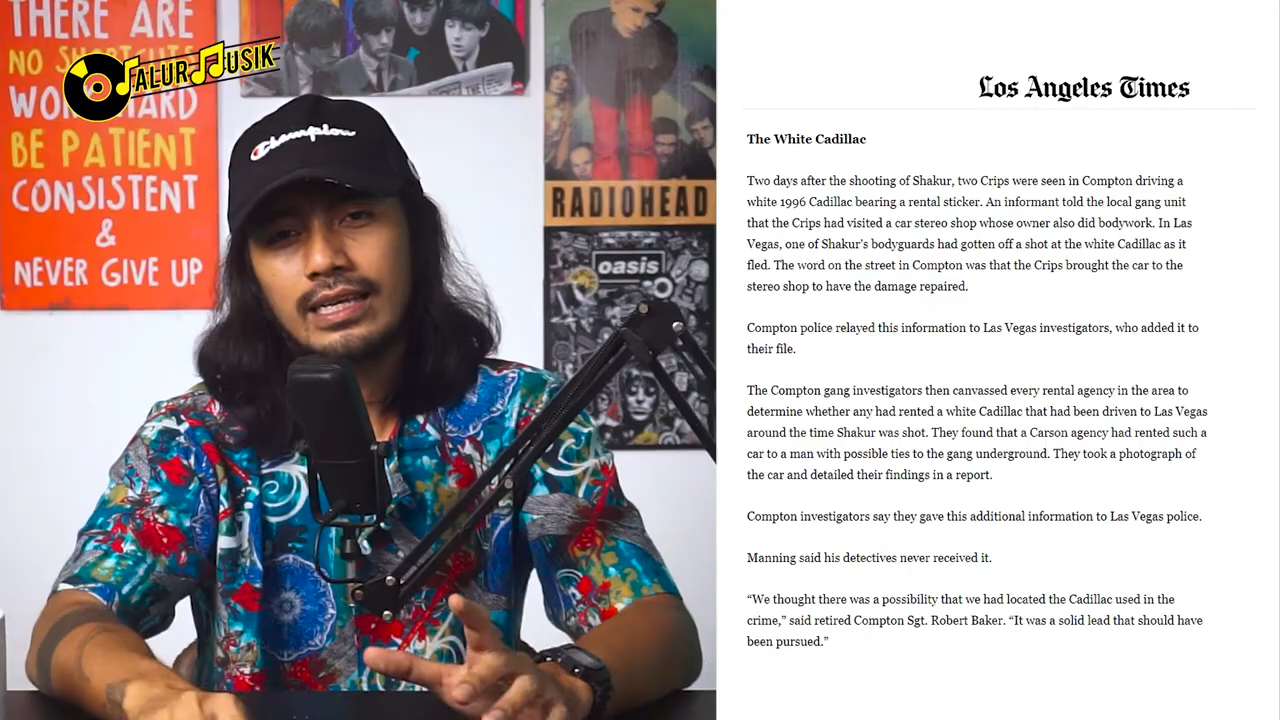 THERE ARE
NO SHORTCUTS
WORK HARD
BE PATIENT
CONSISTENT
&
NEVER GIVE UP
JALUR MUSIK
Champion
RADIOHEAD
oasis
Los Angeles Times
The White Cadillac
Two days after the shooting of Shakur, two Crips were seen in Compton driving a
white 1996 Cadillac bearing a rental sticker. An informant told the local gang unit
that the Crips had visited a car stereo shop whose owner also did bodywork. In Las
Vegas, one of Shakur's bodyguards had gotten off a shot at the white Cadillac as it
fled. The word on the street in Compton was that the Crips brought the car to the
stereo shop to have the damage repaired.
Compton police relayed this information to Las Vegas investigators, who added it to
their file.
The Compton gang investigators then canvassed every rental agency in the area to
determine whether any had rented a white Cadillac that had been driven to Las Vegas
around the time Shakur was shot. They found that a Carson agency had rented such a
car to a man with possible ties to the gang underground. They took a photograph of
the car and detailed their findings in a report.
Compton investigators say they gave this additional information to Las Vegas police.
Manning said his detectives never received it.
“We thought there was a possibility that we had located the Cadillac used in the
crime,” said retired Compton Sgt. Robert Baker. “It was a solid lead that should have
been pursued.”